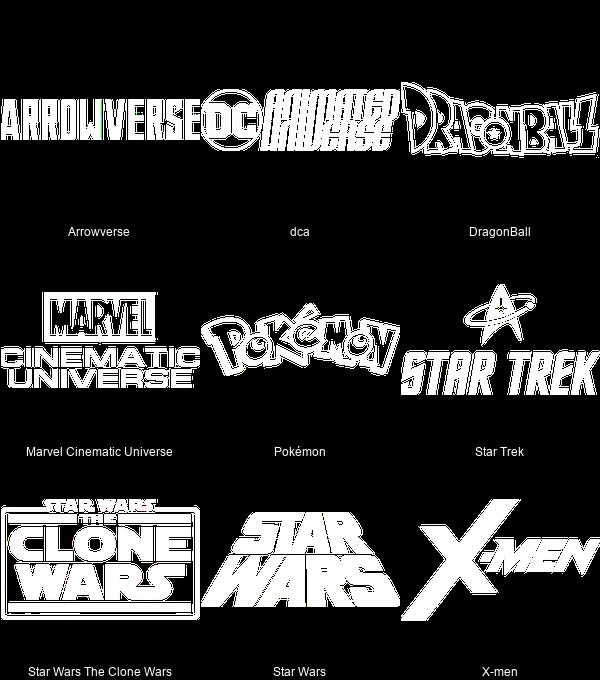 ARROWVERSE
DC ANIMATED
UNIVERSE
DRAGONBALL
Arrowverse
dca
DragonBall
MARVEL
CINEMATIC
UNIVERSE
POKéMON
STAR TREK
Marvel Cinematic Universe
Pokémon
Star Trek
STAR WARS
THE
CLONE
WARS
STAR
WARS
X-MEN
Star Wars The Clone Wars
Star Wars
X-men